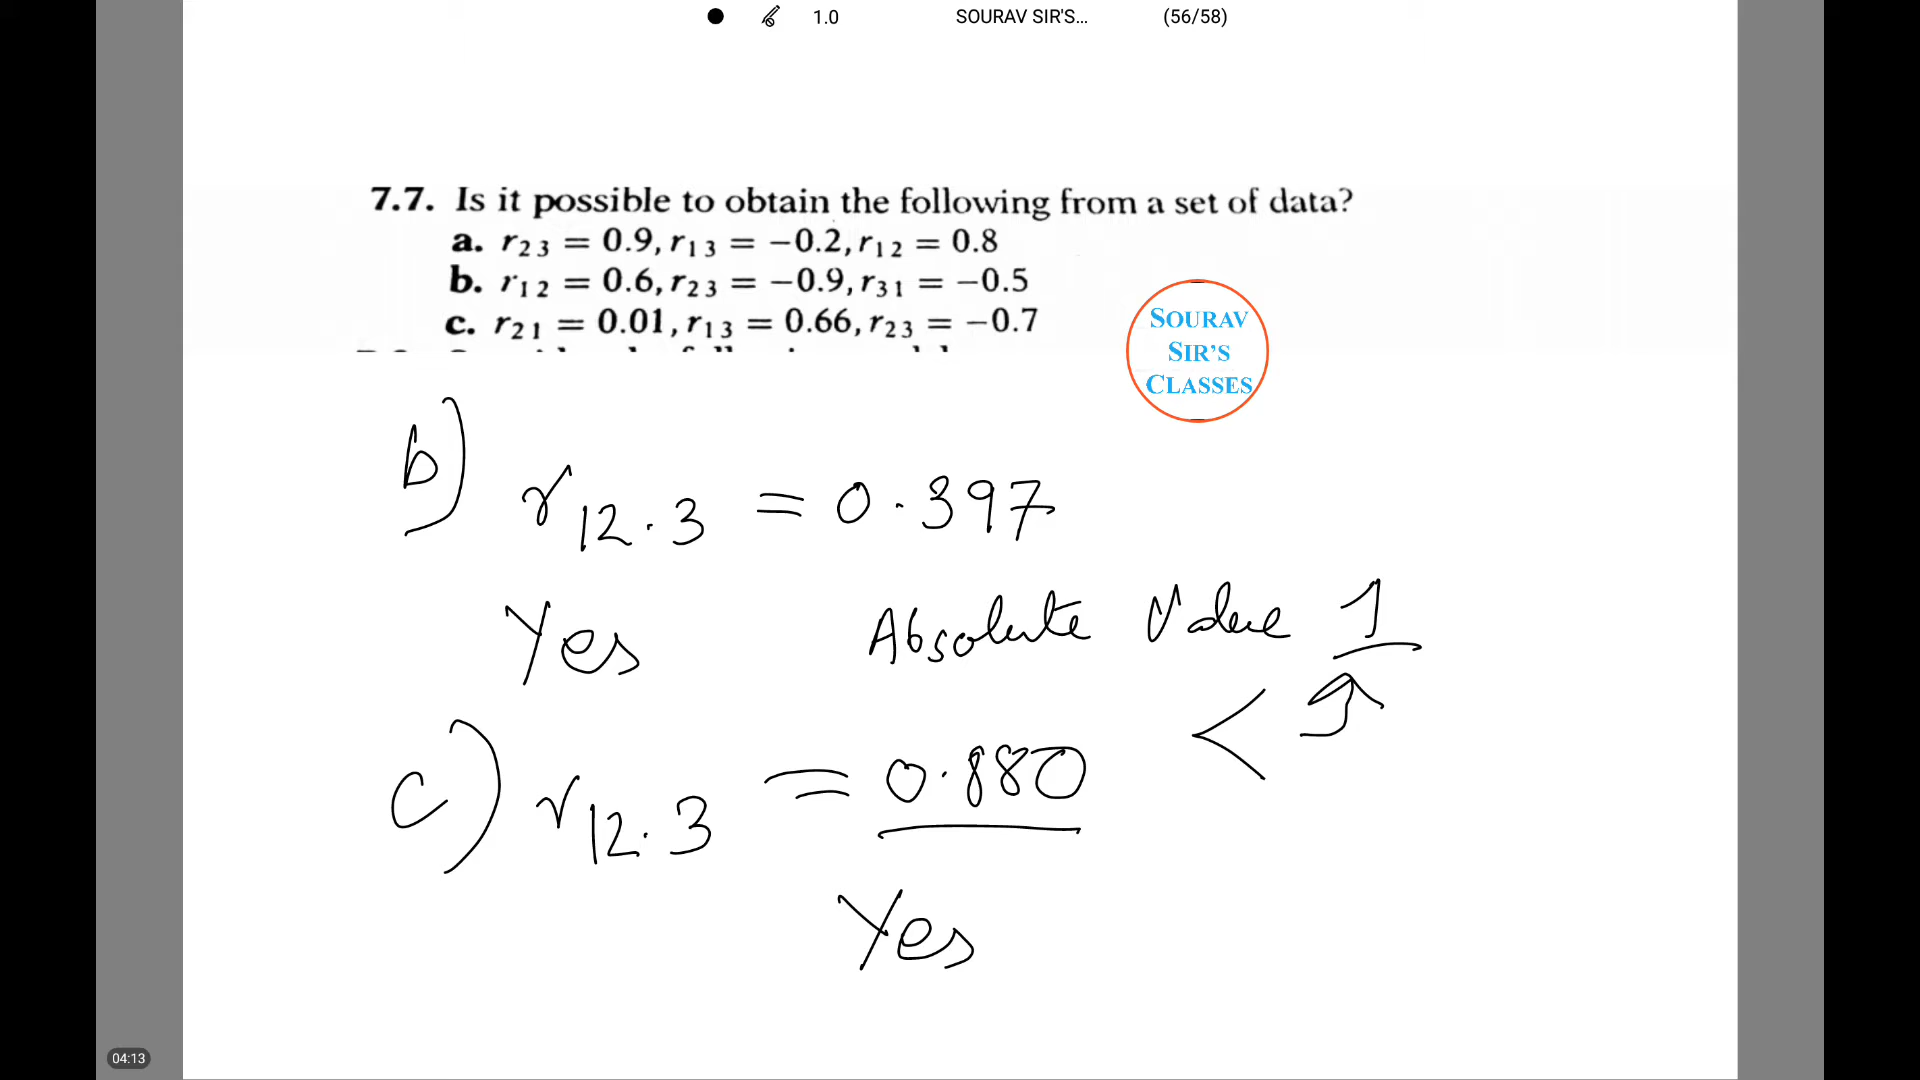 1.0 SOURAV SIR'S... (56/58)
7.7. Is it possible to obtain the following from a set of data?
a. r₂₃ = 0.9, r₁₃ = −0.2, r₁₂ = 0.8
b. r₁₂ = 0.6, r₂₃ = −0.9, r₃₁ = −0.5
c. r₂₁ = 0.01, r₁₃ = 0.66, r₂₃ = −0.7
SOURAV
SIR'S
CLASSES
b) r₁₂.₃ = 0.397
Yes Absolute Value 1
<
c) r₁₂.₃ = 0.880
Yes
04:13